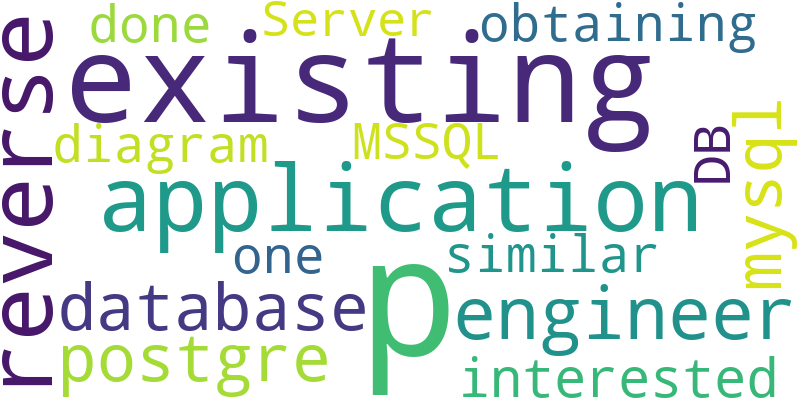 done
Server
obtaining
existing
reverse
diagram
MSSQL
DB
mysql
application
one
similar
p
database
engineer
postgre
interested